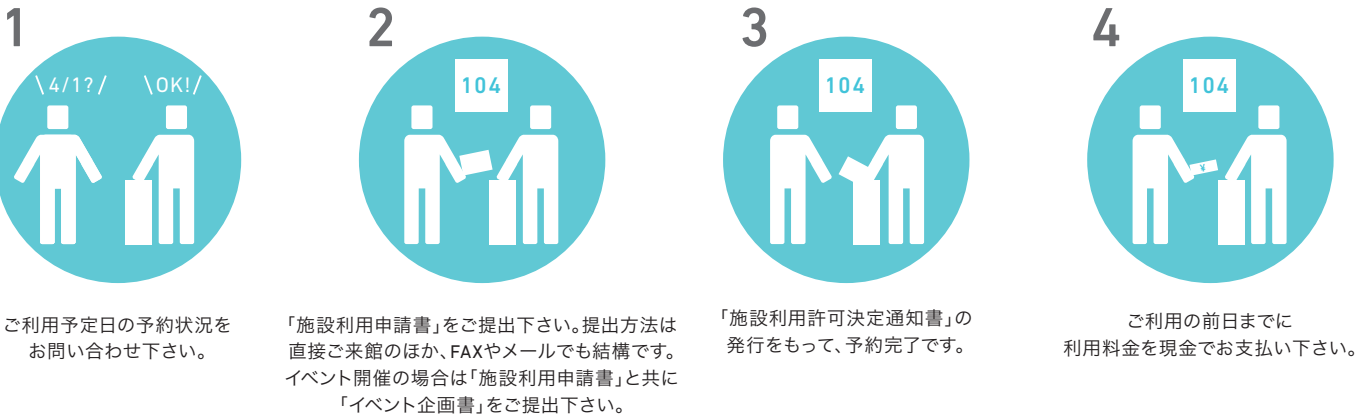 1
\4/1?/ \OK!/
ご利用予定日の予約状況を
お問い合わせ下さい。
2
104
「施設利用申請書」をご提出下さい。提出方法は
直接ご来館のほか、FAXやメールでも結構です。
イベント開催の場合は「施設利用申請書」と共に
「イベント企画書」をご提出下さい。
3
104
「施設利用許可決定通知書」の
発行をもって、予約完了です。
4
104
¥
ご利用の前日までに
利用料金を現金でお支払い下さい。